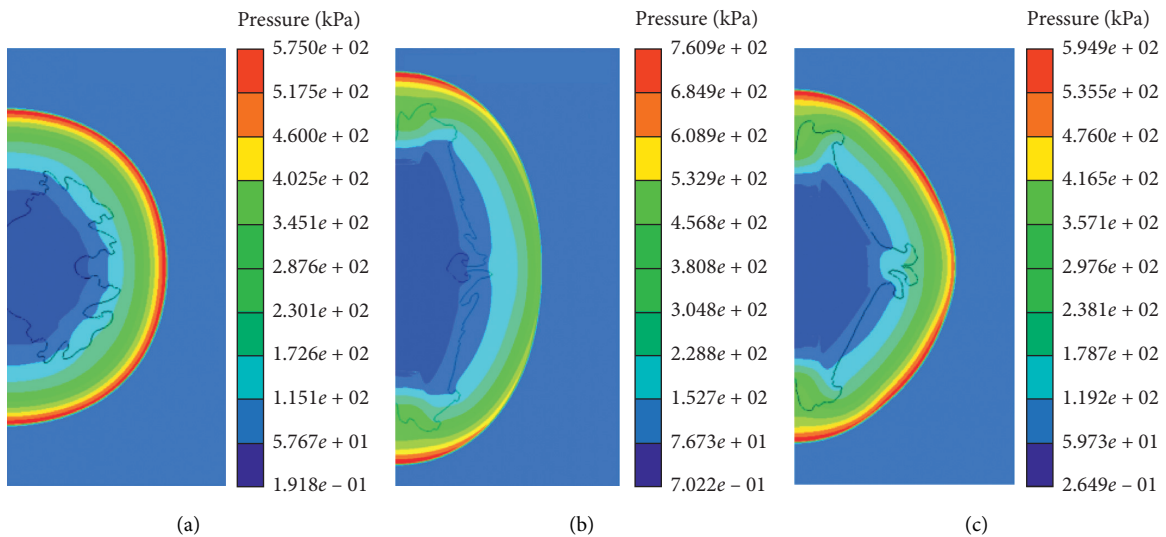 Pressure (kPa)
5.750e + 02
5.175e + 02
4.600e + 02
4.025e + 02
3.451e + 02
2.876e + 02
2.301e + 02
1.726e + 02
1.151e + 02
5.767e + 01
1.918e – 01
(a)
Pressure (kPa)
7.609e + 02
6.849e + 02
6.089e + 02
5.329e + 02
4.568e + 02
3.808e + 02
3.048e + 02
2.288e + 02
1.527e + 02
7.673e + 01
7.022e – 01
(b)
Pressure (kPa)
5.949e + 02
5.355e + 02
4.760e + 02
4.165e + 02
3.571e + 02
2.976e + 02
2.381e + 02
1.787e + 02
1.192e + 02
5.973e + 01
2.649e – 01
(c)